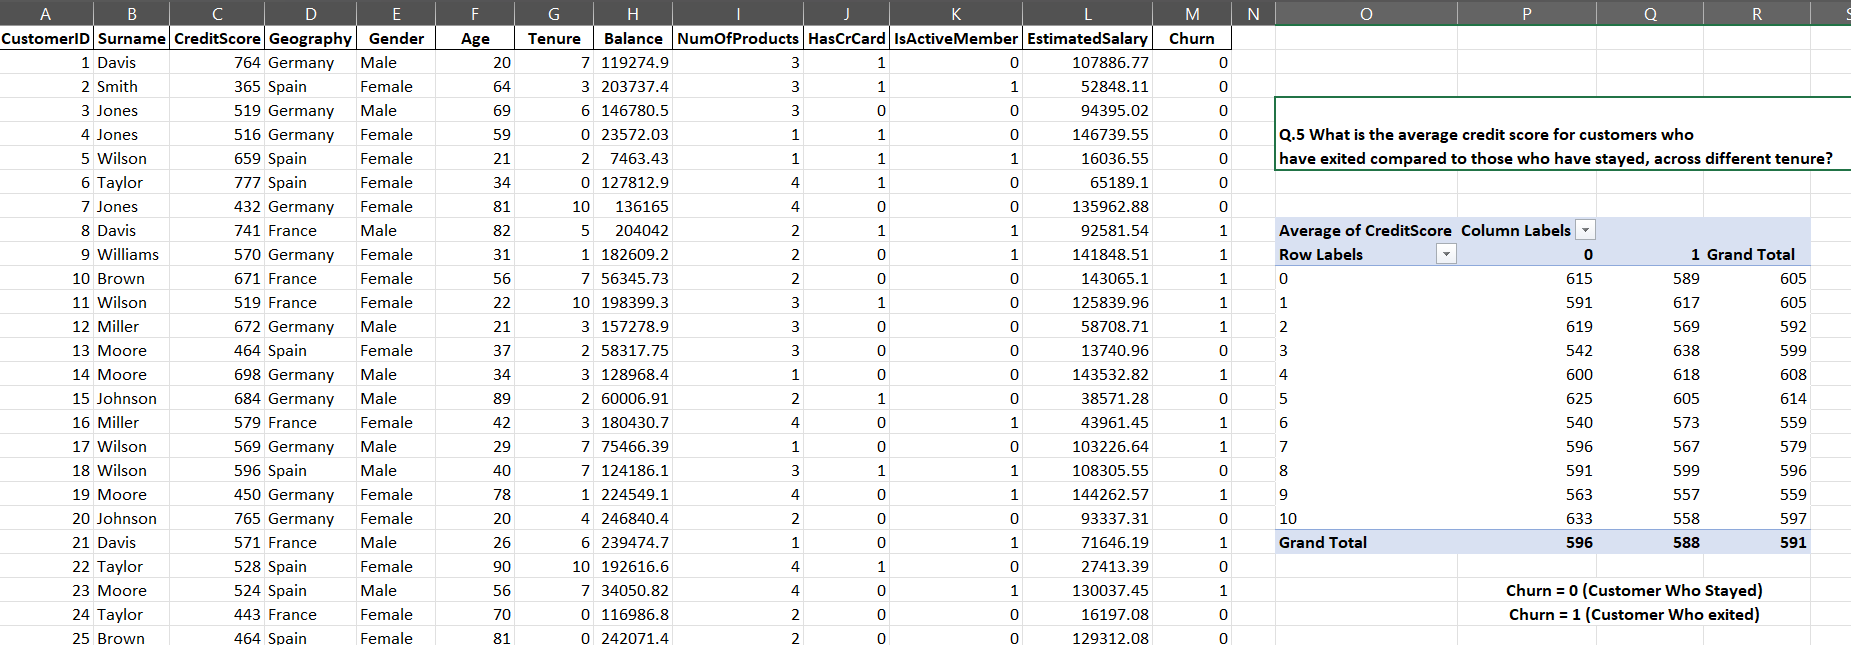 A B C D E F G H I J K L M N O P Q R S
CustomerID Surname CreditScore Geography Gender Age Tenure Balance NumOfProducts HasCrCard IsActiveMember EstimatedSalary Churn
1 Davis 764 Germany Male 20 7 119274.9 3 1 0 107886.77 0
2 Smith 365 Spain Female 64 3 203737.4 3 1 1 52848.11 0
3 Jones 519 Germany Male 69 6 146780.5 3 0 0 94395.02 0
4 Jones 516 Germany Female 59 0 23572.03 1 1 0 146739.55 0
5 Wilson 659 Spain Female 21 2 7463.43 1 1 1 16036.55 0
6 Taylor 777 Spain Female 34 0 127812.9 4 1 0 65189.1 0
7 Jones 432 Germany Female 81 10 136165 4 0 0 135962.88 0
8 Davis 741 France Male 82 5 204042 2 1 1 92581.54 1
9 Williams 570 Germany Female 31 1 182609.2 2 0 1 141848.51 1
10 Brown 671 France Female 56 7 56345.73 2 0 0 143065.1 1
11 Wilson 519 France Female 22 10 198399.3 3 1 0 125839.96 1
12 Miller 672 Germany Male 21 3 157278.9 3 0 0 58708.71 1
13 Moore 464 Spain Female 37 2 58317.75 3 0 0 13740.96 0
14 Moore 698 Germany Male 34 3 128968.4 1 0 0 143532.82 1
15 Johnson 684 Germany Male 89 2 60006.91 2 1 0 38571.28 0
16 Miller 579 France Female 42 3 180430.7 4 0 1 43961.45 1
17 Wilson 569 Germany Male 29 7 75466.39 1 0 0 103226.64 1
18 Wilson 596 Spain Male 40 7 124186.1 3 1 1 108305.55 0
19 Moore 450 Germany Female 78 1 224549.1 4 0 1 144262.57 1
20 Johnson 765 Germany Female 20 4 246840.4 2 0 0 93337.31 0
21 Davis 571 France Male 26 6 239474.7 1 0 1 71646.19 1
22 Taylor 528 Spain Female 90 10 192616.6 4 1 0 27413.39 0
23 Moore 524 Spain Male 56 7 34050.82 4 0 1 130037.45 1
24 Taylor 443 France Female 70 0 116986.8 2 0 0 16197.08 0
25 Brown 464 Spain Female 81 0 242071.4 2 0 0 129312.08 0
Q.5 What is the average credit score for customers who
have exited compared to those who have stayed, across different tenure?
Average of CreditScore Column Labels
Row Labels 0 1 Grand Total
0 615 589 605
1 591 617 605
2 619 569 592
3 542 638 599
4 600 618 608
5 625 605 614
6 540 573 559
7 596 567 579
8 591 599 596
9 563 557 559
10 633 558 597
Grand Total 596 588 591
Churn = 0 (Customer Who Stayed)
Churn = 1 (Customer Who exited)